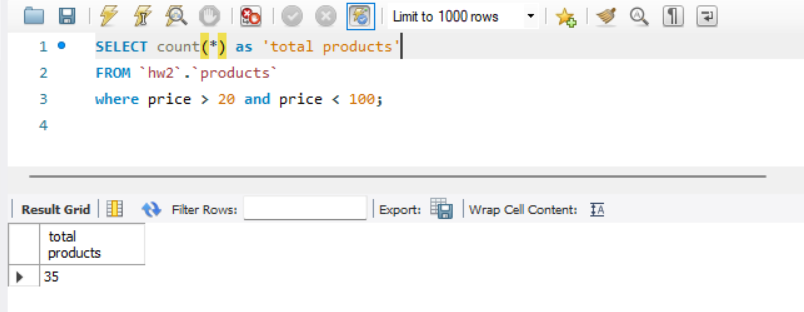 Limit to 1000 rows
1 SELECT count(*) as 'total products'
2 FROM `hw2`.`products`
3 where price > 20 and price < 100;
4
Result Grid Filter Rows: Export: Wrap Cell Content: IA
total
products
35